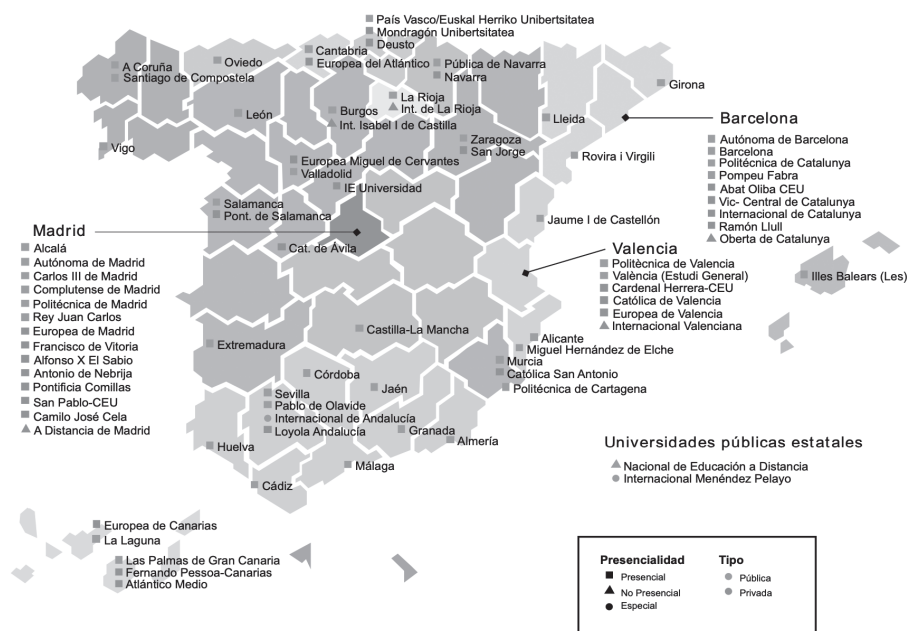 País Vasco/Euskal Herriko Unibertsitatea
Mondragón Unibertsitatea
Deusto
Cantabria
Europea del Atlántico
Pública de Navarra
Navarra
A Coruña
Santiago de Compostela
Oviedo
Girona
La Rioja
Int. de La Rioja
León
Burgos
Int. Isabel I de Castilla
Lleida
Vigo
Zaragoza
San Jorge
Rovira i Virgili
Europea Miguel de Cervantes
Valladolid
IE Universidad
Salamanca
Pont. de Salamanca
Cat. de Ávila
Jaume I de Castellón
Barcelona
Autónoma de Barcelona
Barcelona
Politécnica de Catalunya
Pompeu Fabra
Abat Oliba CEU
Vic- Central de Catalunya
Internacional de Catalunya
Ramón Llull
Oberta de Catalunya
Madrid
Alcalá
Autónoma de Madrid
Carlos III de Madrid
Complutense de Madrid
Politécnica de Madrid
Rey Juan Carlos
Europea de Madrid
Francisco de Vitoria
Alfonso X El Sabio
Antonio de Nebrija
Pontificia Comillas
San Pablo-CEU
Camilo José Cela
A Distancia de Madrid
Valencia
Politècnica de Valencia
València (Estudi General)
Cardenal Herrera-CEU
Católica de Valencia
Europea de Valencia
Internacional Valenciana
Illes Balears (Les)
Castilla-La Mancha
Extremadura
Alicante
Miguel Hernández de Elche
Murcia
Católica San Antonio
Politécnica de Cartagena
Córdoba
Jaén
Sevilla
Pablo de Olavide
Internacional de Andalucía
Loyola Andalucía
Granada
Almería
Huelva
Málaga
Cádiz
Universidades públicas estatales
Nacional de Educación a Distancia
Internacional Menéndez Pelayo
Europea de Canarias
La Laguna
Las Palmas de Gran Canaria
Fernando Pessoa-Canarias
Atlántico Medio
Presencialidad
Presencial
No Presencial
Especial
Tipo
Pública
Privada